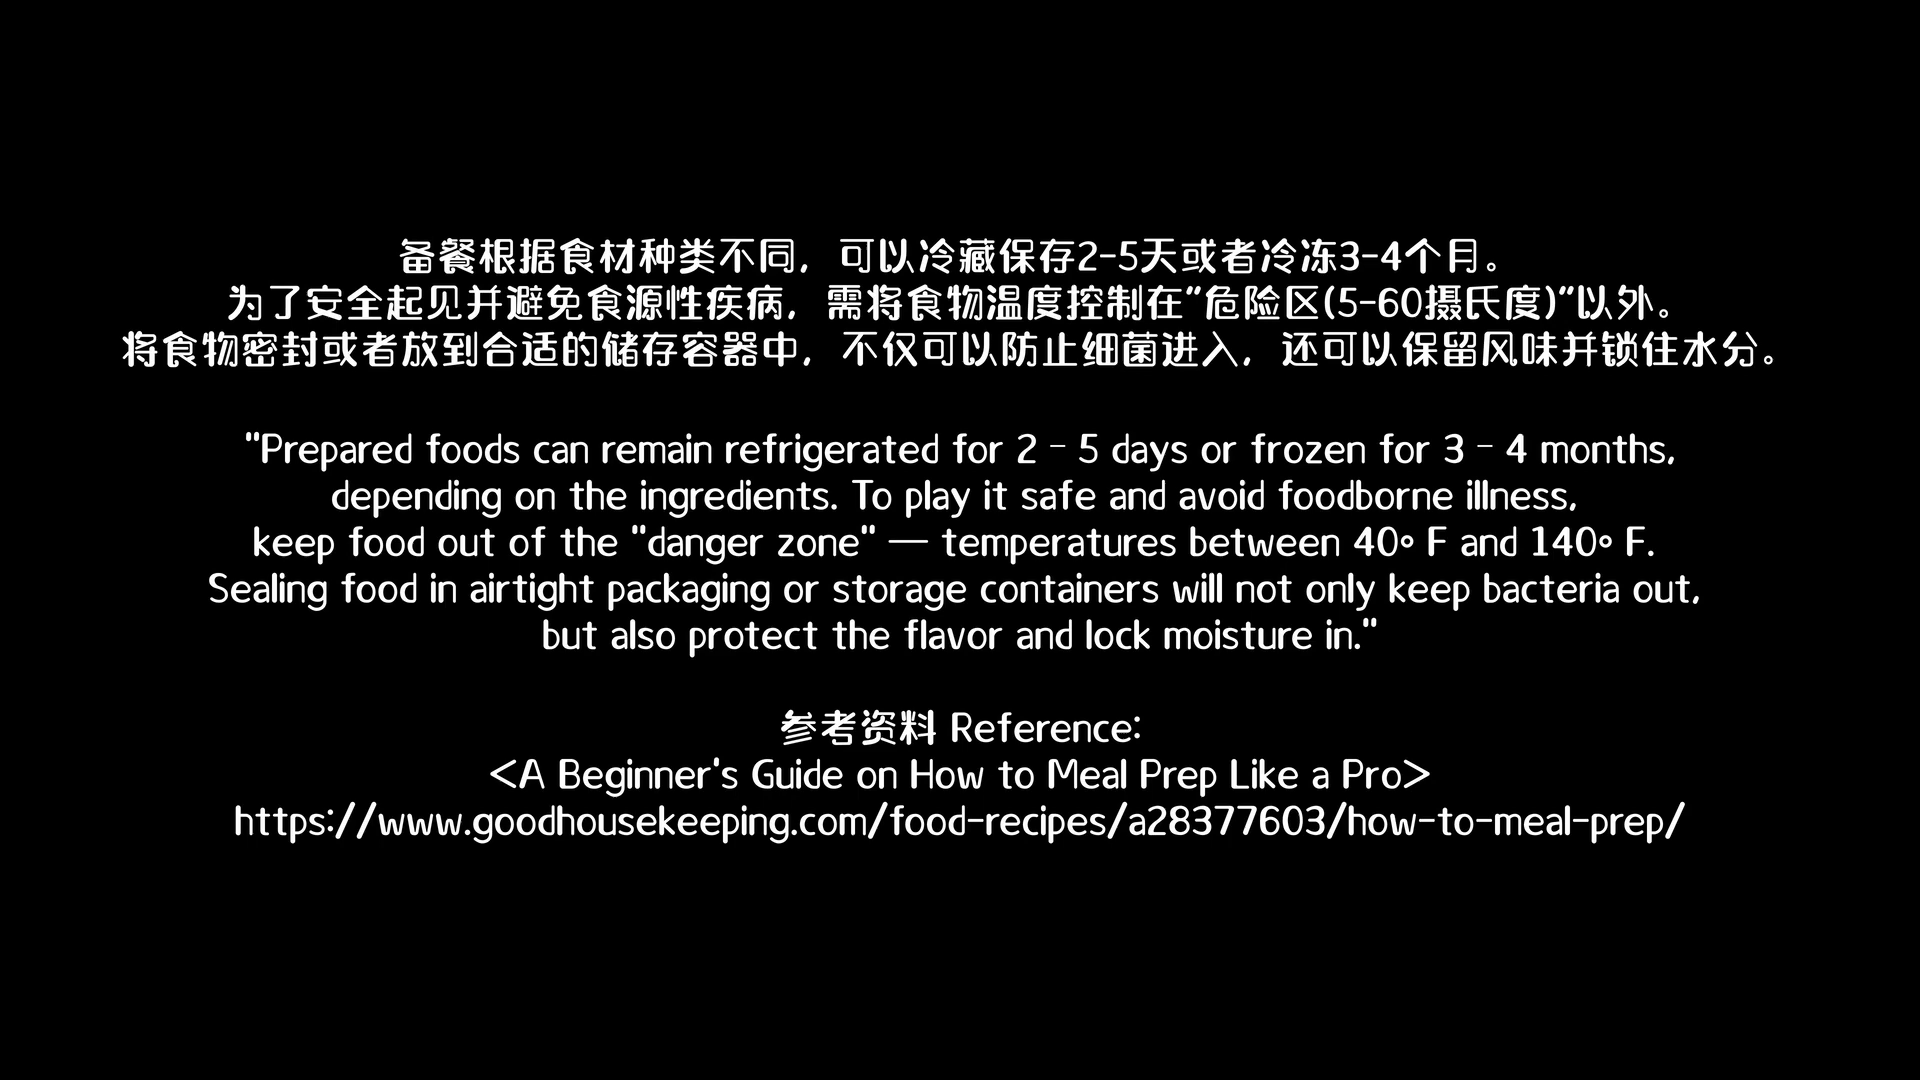 备餐根据食材种类不同，可以冷藏保存2-5天或者冷冻3-4个月。
为了安全起见并避免食源性疾病，需将食物温度控制在"危险区(5-60摄氏度)"以外。
将食物密封或者放到合适的储存容器中，不仅可以防止细菌进入，还可以保留风味并锁住水分。
"Prepared foods can remain refrigerated for 2 - 5 days or frozen for 3 - 4 months,
depending on the ingredients. To play it safe and avoid foodborne illness,
keep food out of the "danger zone" — temperatures between 40° F and 140° F.
Sealing food in airtight packaging or storage containers will not only keep bacteria out,
but also protect the flavor and lock moisture in."
参考资料 Reference:
<A Beginner's Guide on How to Meal Prep Like a Pro>
https://www.goodhousekeeping.com/food-recipes/a28377603/how-to-meal-prep/